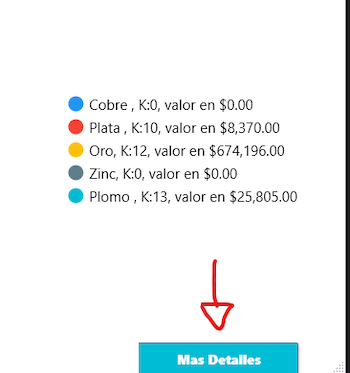 Cobre , K:0, valor en $0.00
Plata , K:10, valor en $8,370.00
Oro, K:12, valor en $674,196.00
Zinc, K:0, valor en $0.00
Plomo , K:13, valor en $25,805.00
Mas Detalles